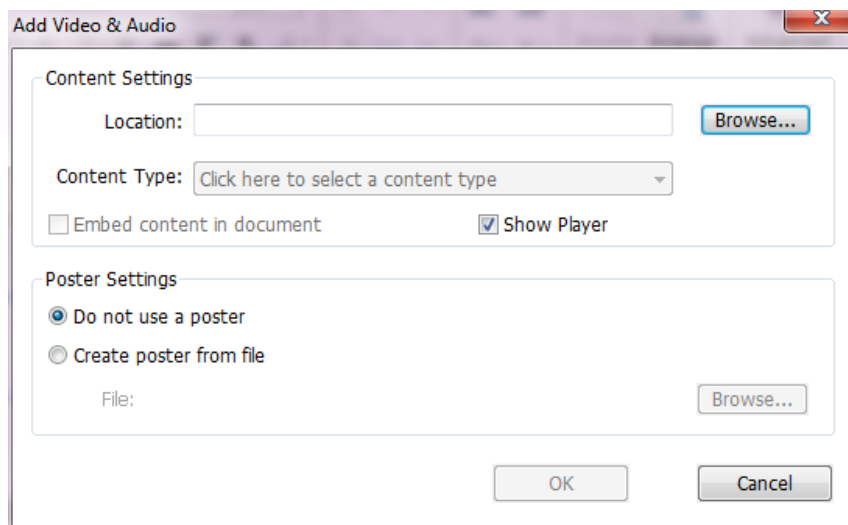 Add Video & Audio
Content Settings
Location:
Browse...
Content Type:
Click here to select a content type
Embed content in document
Show Player
Poster Settings
Do not use a poster
Create poster from file
File:
Browse...
OK
Cancel